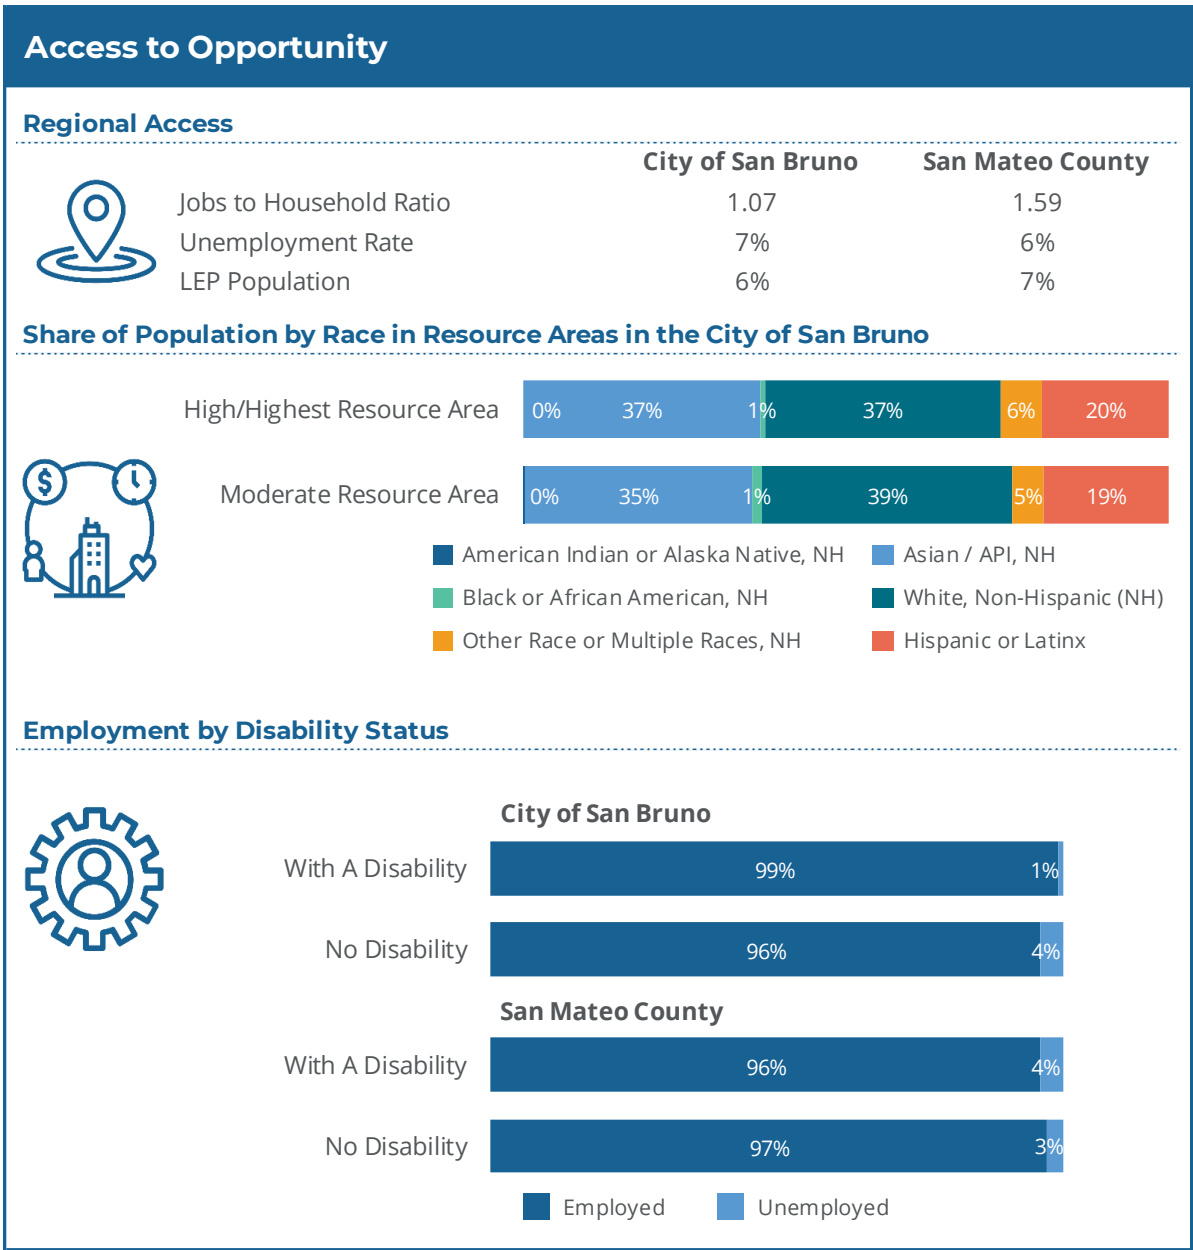 Access to Opportunity
Regional Access
City of San Bruno San Mateo County
Jobs to Household Ratio 1.07 1.59
Unemployment Rate 7% 6%
LEP Population 6% 7%
Share of Population by Race in Resource Areas in the City of San Bruno
High/Highest Resource Area 0% 37% 1% 37% 6% 20%
$
Moderate Resource Area 0% 35% 1% 39% 5% 19%
American Indian or Alaska Native, NH Asian / API, NH
Black or African American, NH White, Non-Hispanic (NH)
Other Race or Multiple Races, NH Hispanic or Latinx
Employment by Disability Status
City of San Bruno
With A Disability 99% 1%
No Disability 96% 4%
San Mateo County
With A Disability 96% 4%
No Disability 97% 3%
Employed Unemployed